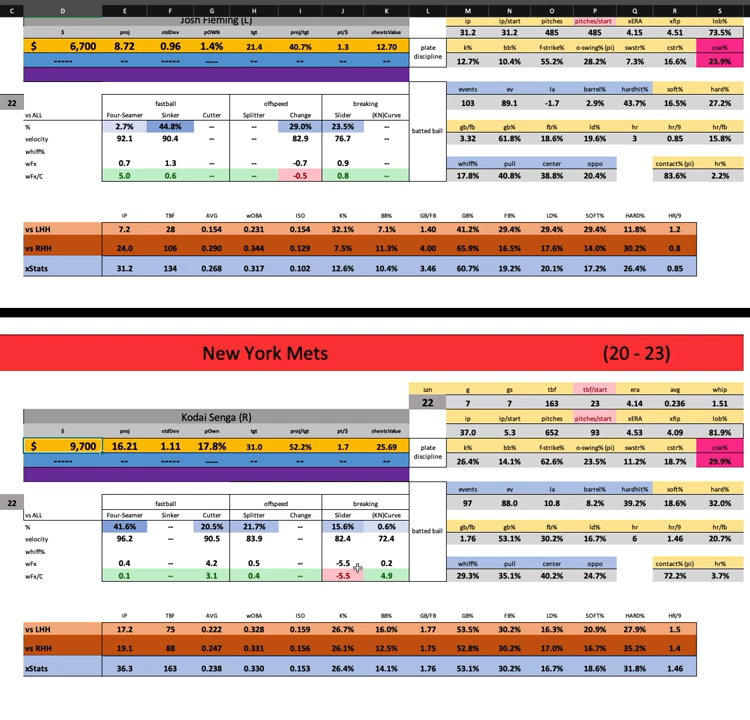 C D E F G H I J K L M N O P Q R S
Josh Fleming (L) ip ip/start pitches pitches/start xERA xfip lob%
$ proj stdDev pOWN tgt proj/tgt pt/$ sheetsValue 31.2 31.2 485 485 4.15 4.51 73.5%
$ 6,700 8.72 0.96 1.4% 21.4 40.7% 1.3 12.70 plate discipline k% bb% f-strike% o-swing% (pi) swstr% cstr% csw%
----- -- -- ---- -- -- -- -- 12.7% 10.4% 55.2% 28.2% 7.3% 16.6% 23.9%
events ev la barrel% hardhit% soft% hard%
22 fastball offspeed breaking 103 89.1 -1.7 2.9% 43.7% 16.5% 27.2%
vs ALL Four-Seamer Sinker Cutter Splitter Change Slider (KN)Curve batted ball
% 2.7% 44.8% -- -- 29.0% 23.5% -- gb/fb gb% fb% ld% hr hr/9 hr/fb
velocity 92.1 90.4 -- -- 82.9 76.7 -- 3.32 61.8% 18.6% 19.6% 3 0.85 15.8%
whiff%
wFx 0.7 1.3 -- -- -0.7 0.9 -- whiff% pull center oppo contact% (pi) hr%
wFx/C 5.0 0.6 -- -- -0.5 0.8 -- 17.8% 40.8% 38.8% 20.4% 83.6% 2.2%
IP TBF AVG wOBA ISO K% BB% GB/FB GB% FB% LD% SOFT% HARD% HR/9
vs LHH 7.2 28 0.154 0.231 0.154 32.1% 7.1% 1.40 41.2% 29.4% 29.4% 29.4% 11.8% 1.2
vs RHH 24.0 106 0.290 0.344 0.129 7.5% 11.3% 4.00 65.9% 16.5% 17.6% 14.0% 30.2% 0.8
xStats 31.2 134 0.268 0.317 0.102 12.6% 10.4% 3.46 60.7% 19.2% 20.1% 17.2% 26.4% 0.85
New York Mets (20 - 23)
szn g gs tbf tbf/start era avg whip
22 7 7 163 23 4.14 0.236 1.51
Kodai Senga (R) ip ip/start pitches pitches/start xERA xfip lob%
$ proj stdDev pOwn tgt proj/tgt pt/$ sheetsValue 37.0 5.3 652 93 4.53 4.09 81.9%
$ 9,700 16.21 1.11 17.8% 31.0 52.2% 1.7 25.69 plate discipline k% bb% f-strike% o-swing% (pi) swstr% cstr% csw%
----- -- -- ---- -- -- -- -- 26.4% 14.1% 62.6% 23.5% 11.2% 18.7% 29.9%
events ev la barrel% hardhit% soft% hard%
22 fastball offspeed breaking 97 88.0 10.8 8.2% 39.2% 18.6% 32.0%
vs ALL Four-Seamer Sinker Cutter Splitter Change Slider (KN)Curve batted ball
% 41.6% -- 20.5% 21.7% -- 15.6% 0.6% gb/fb gb% fb% ld% hr hr/9 hr/fb
velocity 96.2 -- 90.5 83.9 -- 82.4 72.4 1.76 53.1% 30.2% 16.7% 6 1.46 20.7%
whiff%
wFx 0.4 -- 4.2 0.5 -- -5.5 0.2 whiff% pull center oppo contact% (pi) hr%
wFx/C 0.1 -- 3.1 0.4 -- -5.5 4.9 29.3% 35.1% 40.2% 24.7% 72.2% 3.7%
IP TBF AVG wOBA ISO K% BB% GB/FB GB% FB% LD% SOFT% HARD% HR/9
vs LHH 17.2 75 0.222 0.328 0.159 26.7% 16.0% 1.77 53.5% 30.2% 16.3% 20.9% 27.9% 1.5
vs RHH 19.1 88 0.247 0.331 0.156 26.1% 12.5% 1.75 52.8% 30.2% 17.0% 16.7% 35.2% 1.4
xStats 36.3 163 0.238 0.330 0.153 26.4% 14.1% 1.76 53.1% 30.2% 16.7% 18.6% 31.8% 1.46